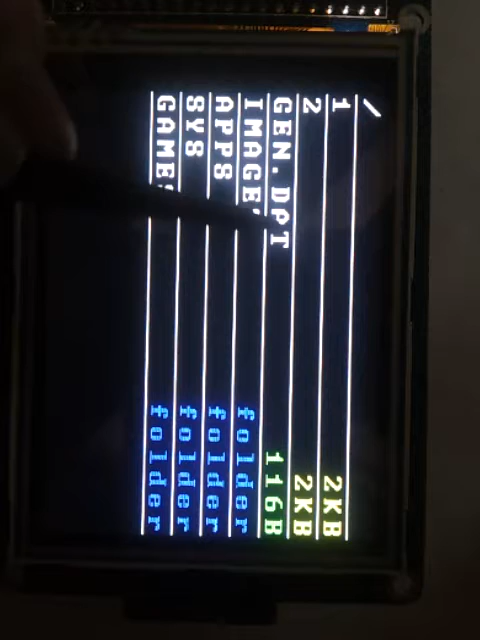 /
1 2KB
2 2KB
GEN.DPT 116B
IMAGE folder
APPS folder
SYS folder
GAMES folder